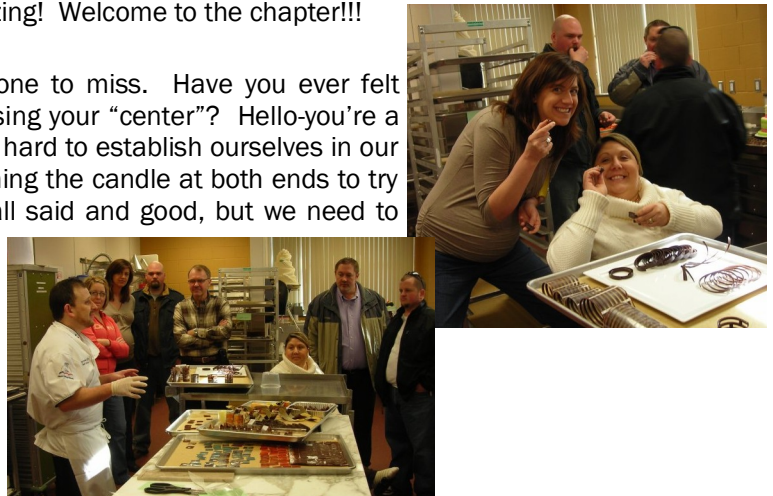 zing! Welcome to the chapter!!!
one to miss. Have you ever felt
sing your “center”? Hello-you’re a
hard to establish ourselves in our
ning the candle at both ends to try
all said and good, but we need to